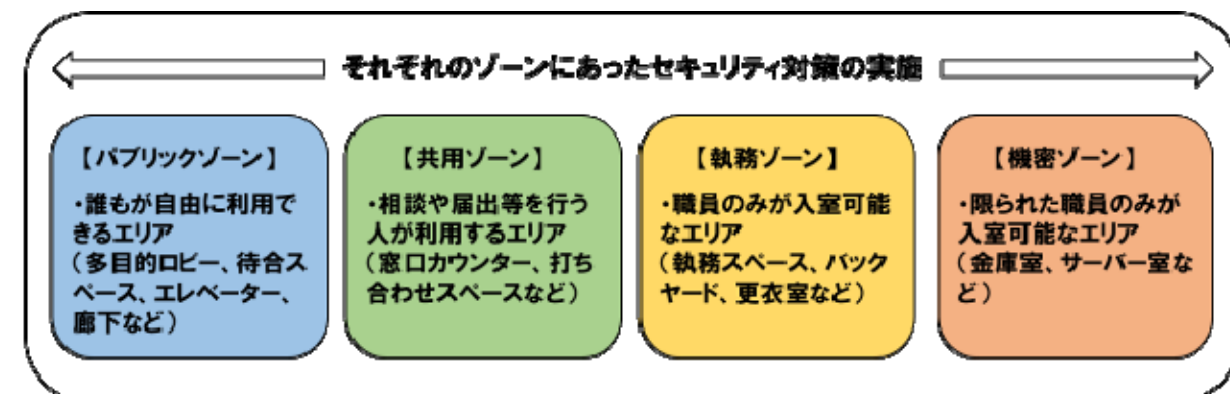 それぞれのゾーンにあったセキュリティ対策の実施
【パブリックゾーン】
・誰もが自由に利用で
きるエリア
(多目的ロビー、待合ス
ペース、エレベーター、
廊下など)
【共用ゾーン】
・相談や届出等を行う
人が利用するエリア
(窓口カウンター、打ち
合わせスペースなど)
【執務ゾーン】
・職員のみが入室可能
なエリア
(執務スペース、バック
ヤード、更衣室など)
【機密ゾーン】
・限られた職員のみが
入室可能なエリア
(金庫室、サーバー室な
ど)